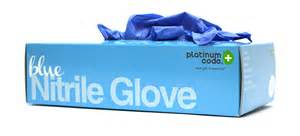 platinum
code.
blue
Nitrile Glove